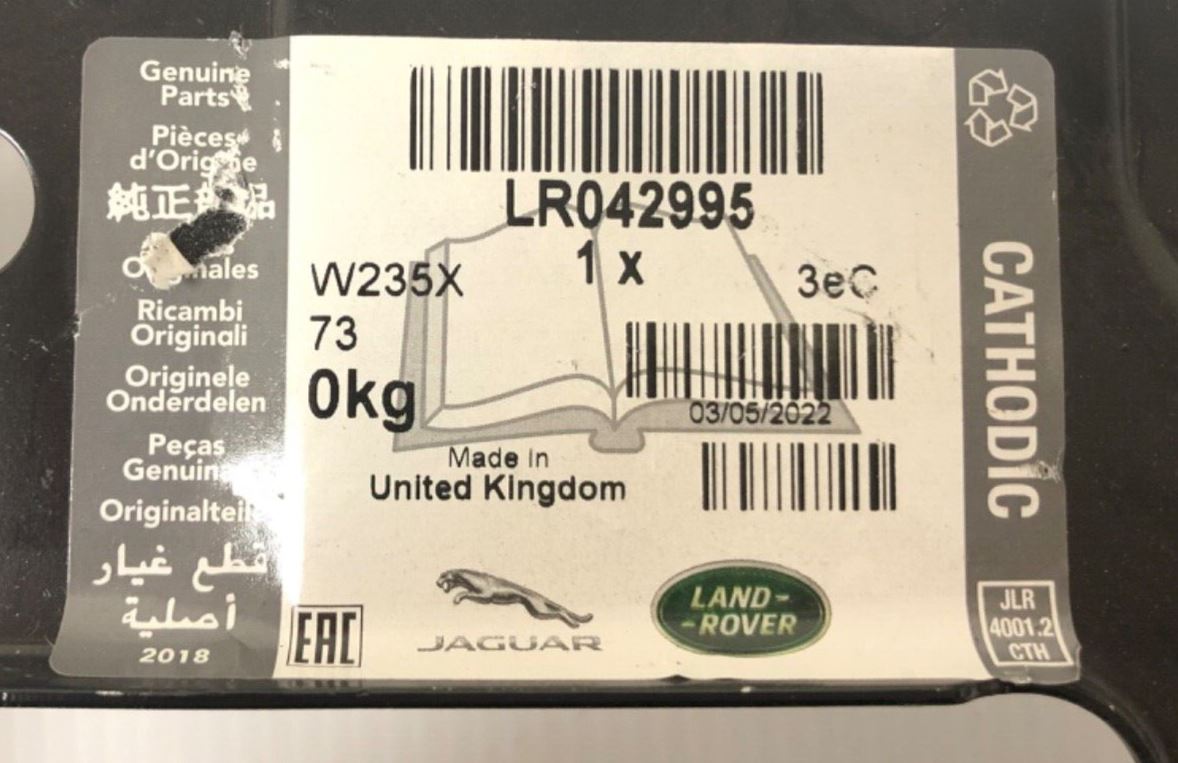 Genuine
Parts
Pièces
d'Origine
純正部品
Originales
Ricambi
Originali
Originele
Onderdelen
Peças
Genuin
Originalteile
قطع غيار
أصلية
2018
LR042995
1 x
W235X
3eC
73
0kg
03/05/2022
Made In
United Kingdom
EAC
JAGUAR
LAND-
-ROVER
CATHODIC
JLR
4001.2
CTH